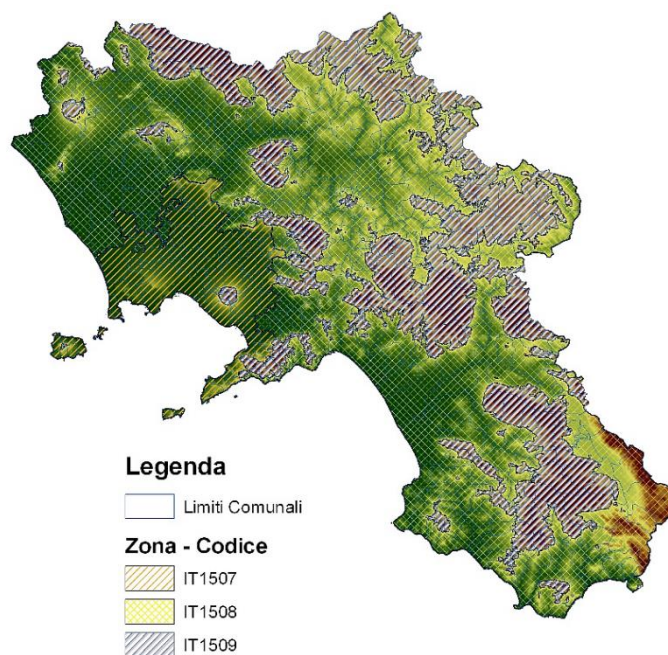 Legenda
Limiti Comunali
Zona - Codice
IT1507
IT1508
IT1509